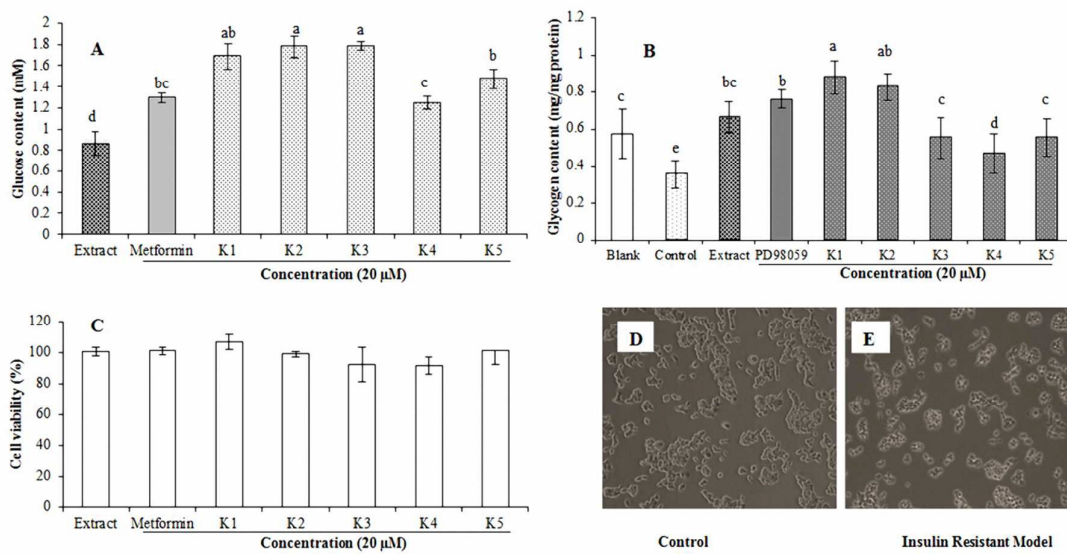 A
Glucose content (mM)
2
1.8
1.6
1.4
1.2
1
0.8
0.6
0.4
0.2
0
d
bc
ab
a
a
c
b
Extract Metformin K1 K2 K3 K4 K5
Concentration (20 µM)
B
Glycogen content (ng/ng protein)
1.2
1
0.8
0.6
0.4
0.2
0
c
e
bc
b
a
ab
c
d
c
Blank Control Extract PD98059 K1 K2 K3 K4 K5
Concentration (20 µM)
C
Cell viability (%)
120
100
80
60
40
20
0
Extract Metformin K1 K2 K3 K4 K5
Concentration (20 µM)
D
E
Control
Insulin Resistant Model